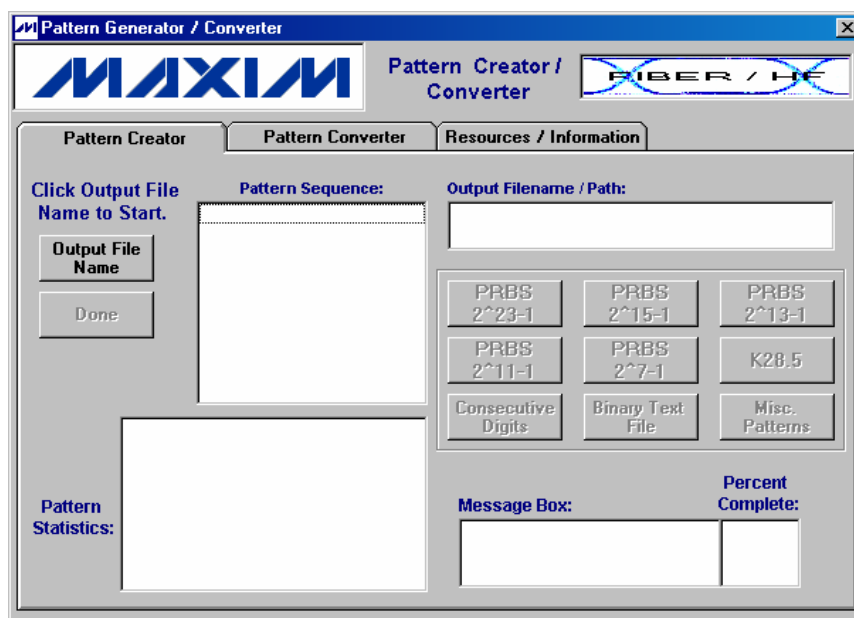 Pattern Generator / Converter
MAXIM
Pattern Creator /
Converter
FIBER / HF
Pattern Creator
Pattern Converter
Resources / Information
Click Output File
Name to Start.
Output File
Name
Done
Pattern Sequence:
Output Filename / Path:
PRBS
2^23-1
PRBS
2^15-1
PRBS
2^13-1
PRBS
2^11-1
PRBS
2^7-1
K28.5
Consecutive
Digits
Binary Text
File
Misc.
Patterns
Pattern
Statistics:
Message Box:
Percent
Complete: